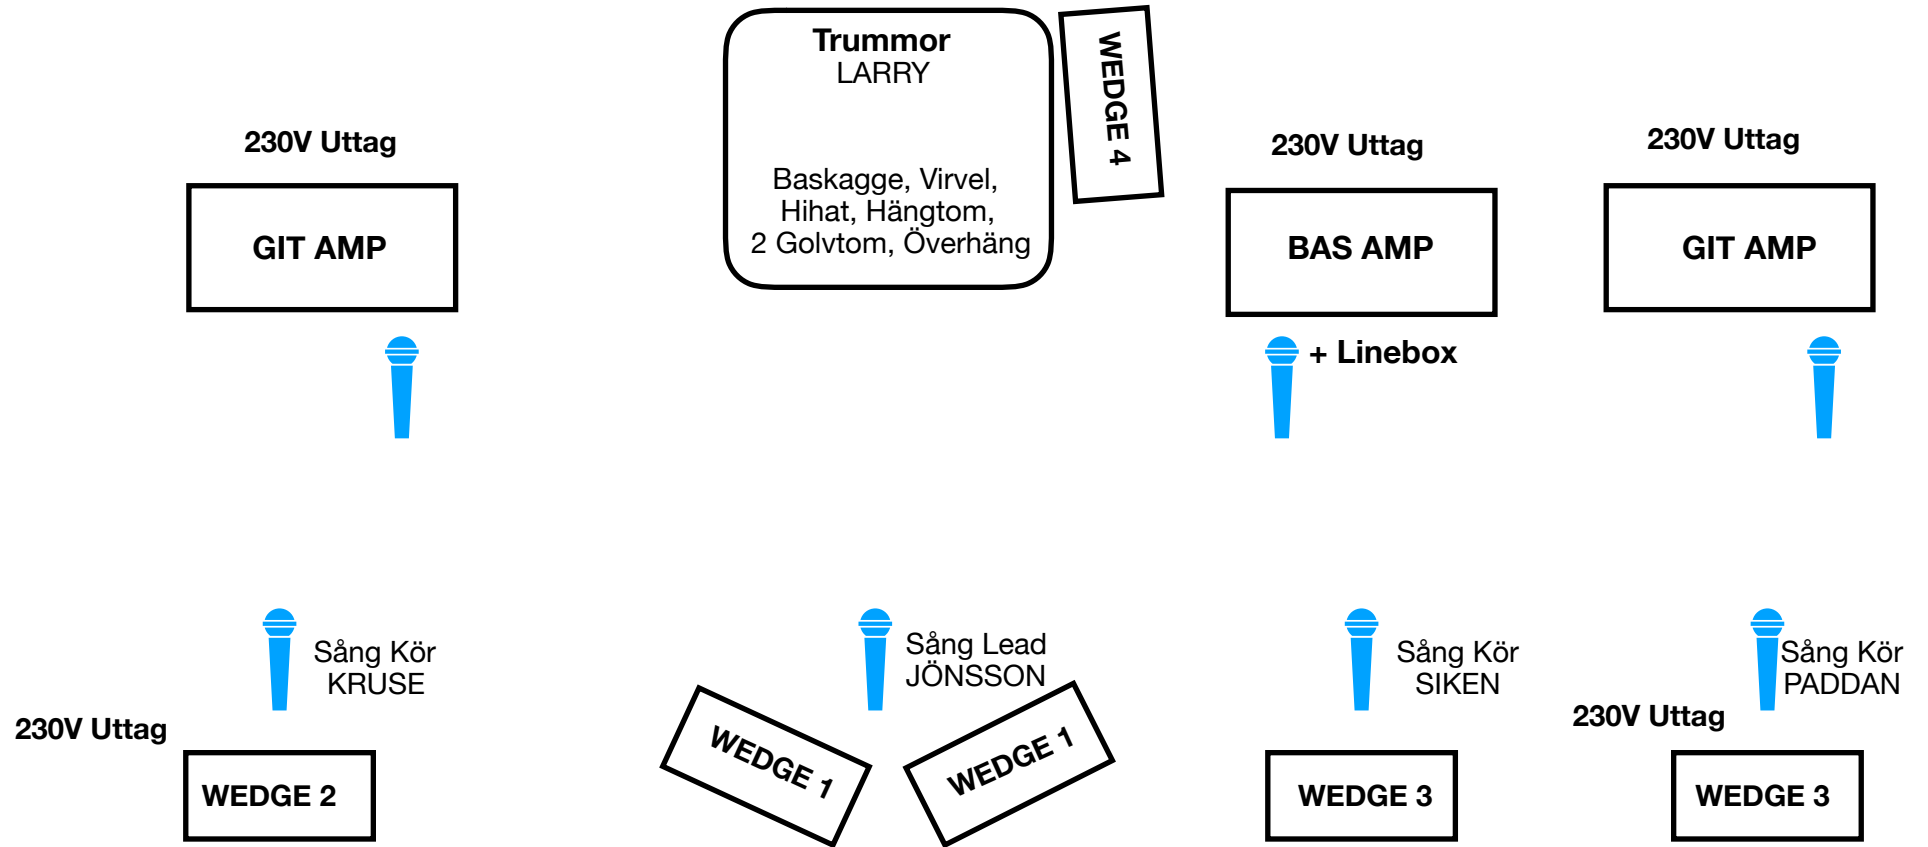 Trummor
LARRY
WEDGE 4
230V Uttag
230V Uttag
230V Uttag
Baskagge, Virvel,
Hihat, Hängtom,
2 Golvtom, Överhäng
GIT AMP
BAS AMP
GIT AMP
+ Linebox
Sång Kör
KRUSE
Sång Lead
JÖNSSON
Sång Kör
SIKEN
Sång Kör
PADDAN
230V Uttag
230V Uttag
WEDGE 2
WEDGE 1
WEDGE 1
WEDGE 3
WEDGE 3